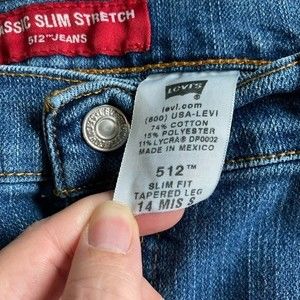 CLASSIC SLIM STRETCH
512™ JEANS
LEVI'S
levi.com
(800) USA-LEVI
74% COTTON
15% POLYESTER
11% LYCRA® DP0002
MADE IN MEXICO
512™
SLIM FIT
TAPERED LEG
14 MIS S